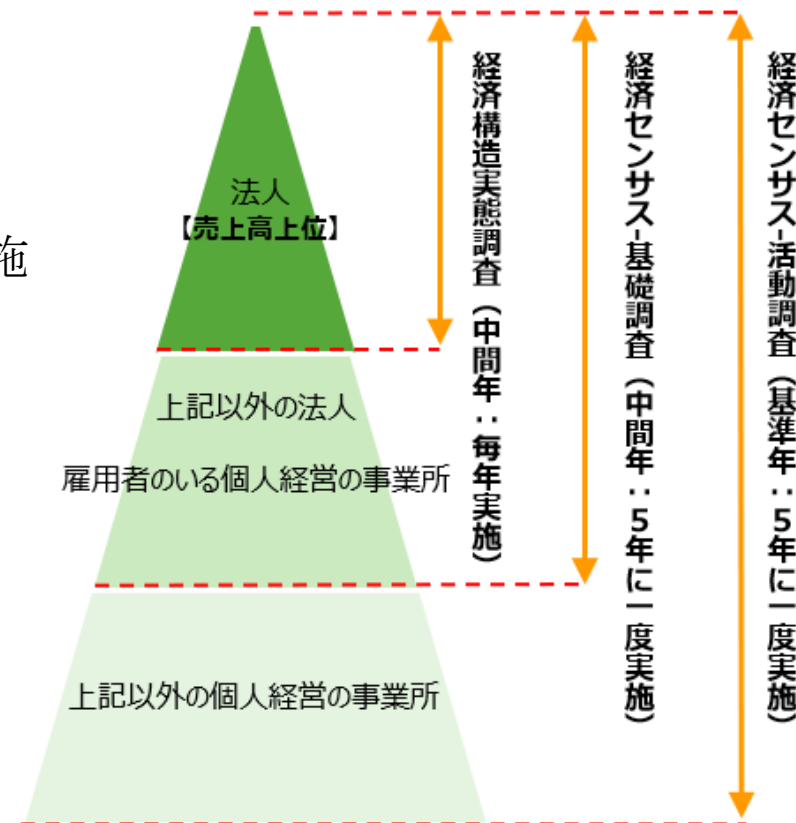 施
法人
【売上高上位】
上記以外の法人
雇用者のいる個人経営の事業所
上記以外の個人経営の事業所
経済構造実態調査（中間年：毎年実施）
経済センサス-基礎調査（中間年：５年に一度実施）
経済センサス-活動調査（基準年：５年に一度実施）